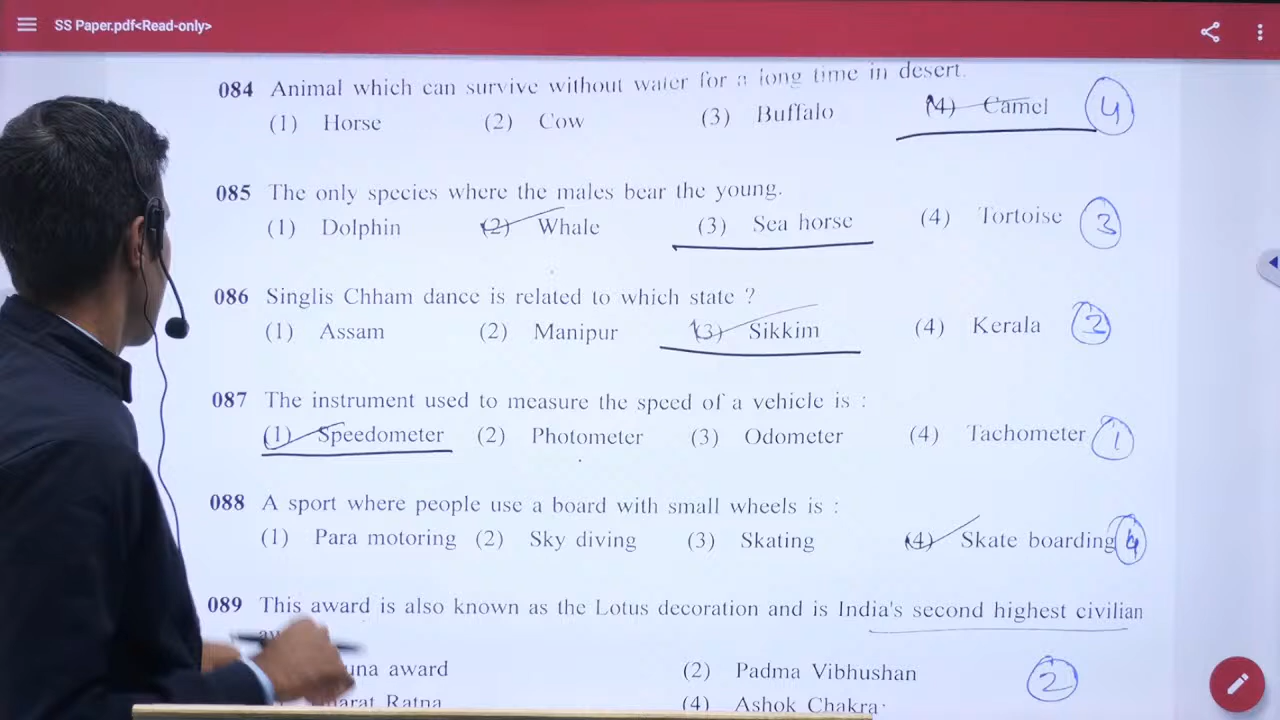 SS Paper.pdf<Read-only>
084 Animal which can survive without water for a long time in desert.
(1) Horse (2) Cow (3) Buffalo (4) Camel 4
085 The only species where the males bear the young.
(1) Dolphin (2) Whale (3) Sea horse (4) Tortoise 3
086 Singlis Chham dance is related to which state ?
(1) Assam (2) Manipur (3) Sikkim (4) Kerala
087 The instrument used to measure the speed of a vehicle is :
(1) Speedometer (2) Photometer (3) Odometer (4) Tachometer 1
088 A sport where people use a board with small wheels is :
(1) Para motoring (2) Sky diving (3) Skating (4) Skate boarding 4
089 This award is also known as the Lotus decoration and is India's second highest civilian
una award (2) Padma Vibhushan 2
Ratna (4) Ashok Chakra